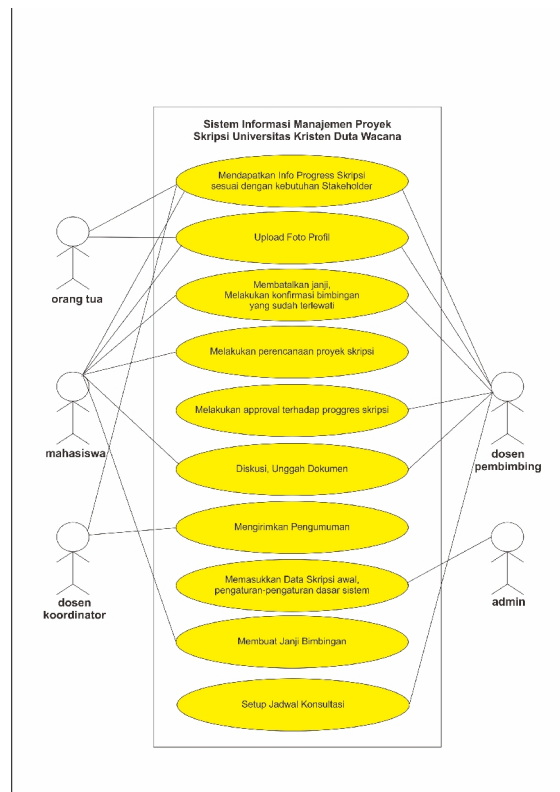 Sistem Informasi Manajemen Proyek
Skripsi Universitas Kristen Duta Wacana
Mendapatkan Info Progress Skripsi
sesuai dengan kebutuhan Stakeholder
Upload Foto Profil
orang tua
Membatalkan janji,
Melakukan konfirmasi bimbingan
yang sudah terlewati
Melakukan perencanaan proyek skripsi
Melakukan approval terhadap proggres skripsi
mahasiswa
dosen
pembimbing
Diskusi, Unggah Dokumen
Mengirimkan Pengumuman
Memasukkan Data Skripsi awal,
pengaturan-pengaturan dasar sistem
dosen
koordinator
admin
Membuat Janji Bimbingan
Setup Jadwal Konsultasi